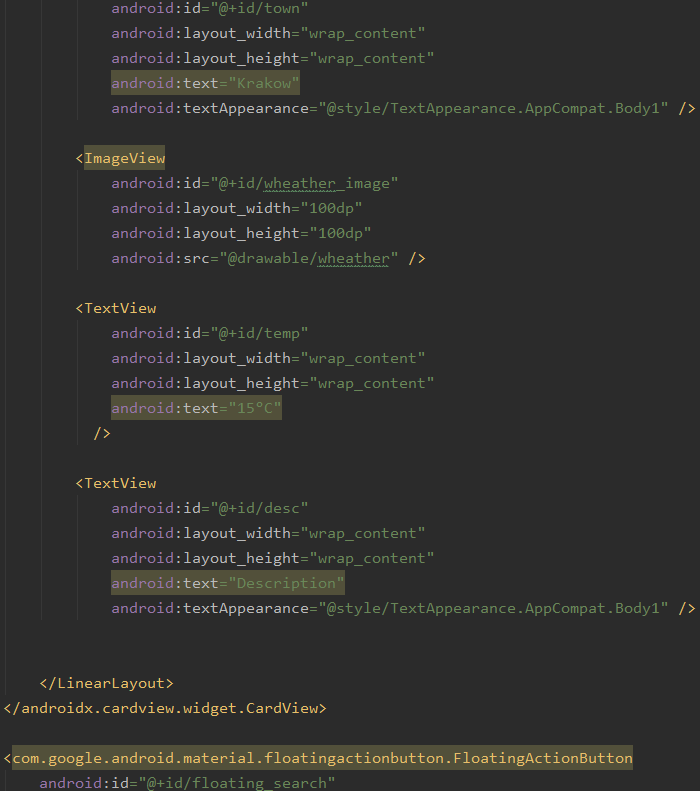 android:id="@+id/town"
android:layout_width="wrap_content"
android:layout_height="wrap_content"
android:text="Krakow"
android:textAppearance="@style/TextAppearance.AppCompat.Body1" />
<ImageView
android:id="@+id/wheather_image"
android:layout_width="100dp"
android:layout_height="100dp"
android:src="@drawable/wheather" />
<TextView
android:id="@+id/temp"
android:layout_width="wrap_content"
android:layout_height="wrap_content"
android:text="15°C"
/>
<TextView
android:id="@+id/desc"
android:layout_width="wrap_content"
android:layout_height="wrap_content"
android:text="Description"
android:textAppearance="@style/TextAppearance.AppCompat.Body1" />
</LinearLayout>
</androidx.cardview.widget.CardView>
<com.google.android.material.floatingactionbutton.FloatingActionButton
android:id="@+id/floating_search"